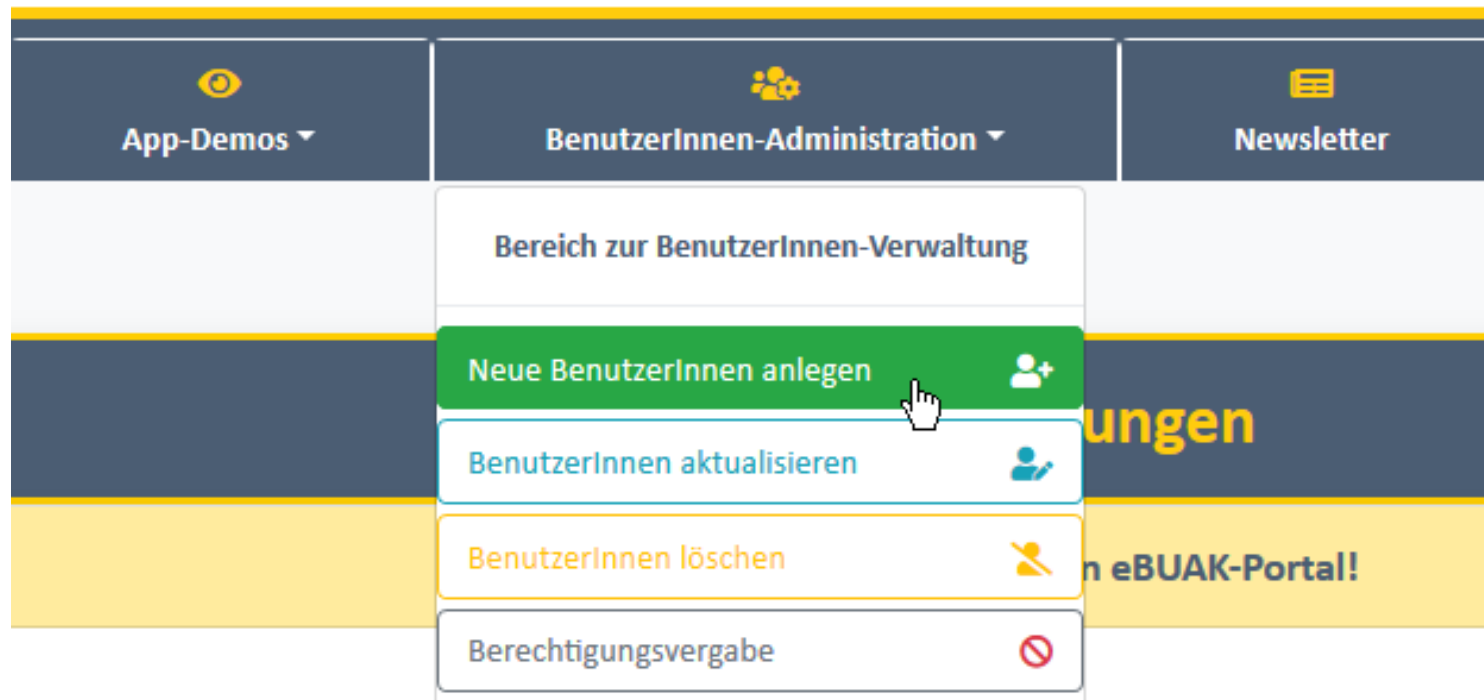 App-Demos
BenutzerInnen-Administration
Newsletter
Bereich zur BenutzerInnen-Verwaltung
Neue BenutzerInnen anlegen
ungen
BenutzerInnen aktualisieren
BenutzerInnen löschen
n eBUAK-Portal!
Berechtigungsvergabe